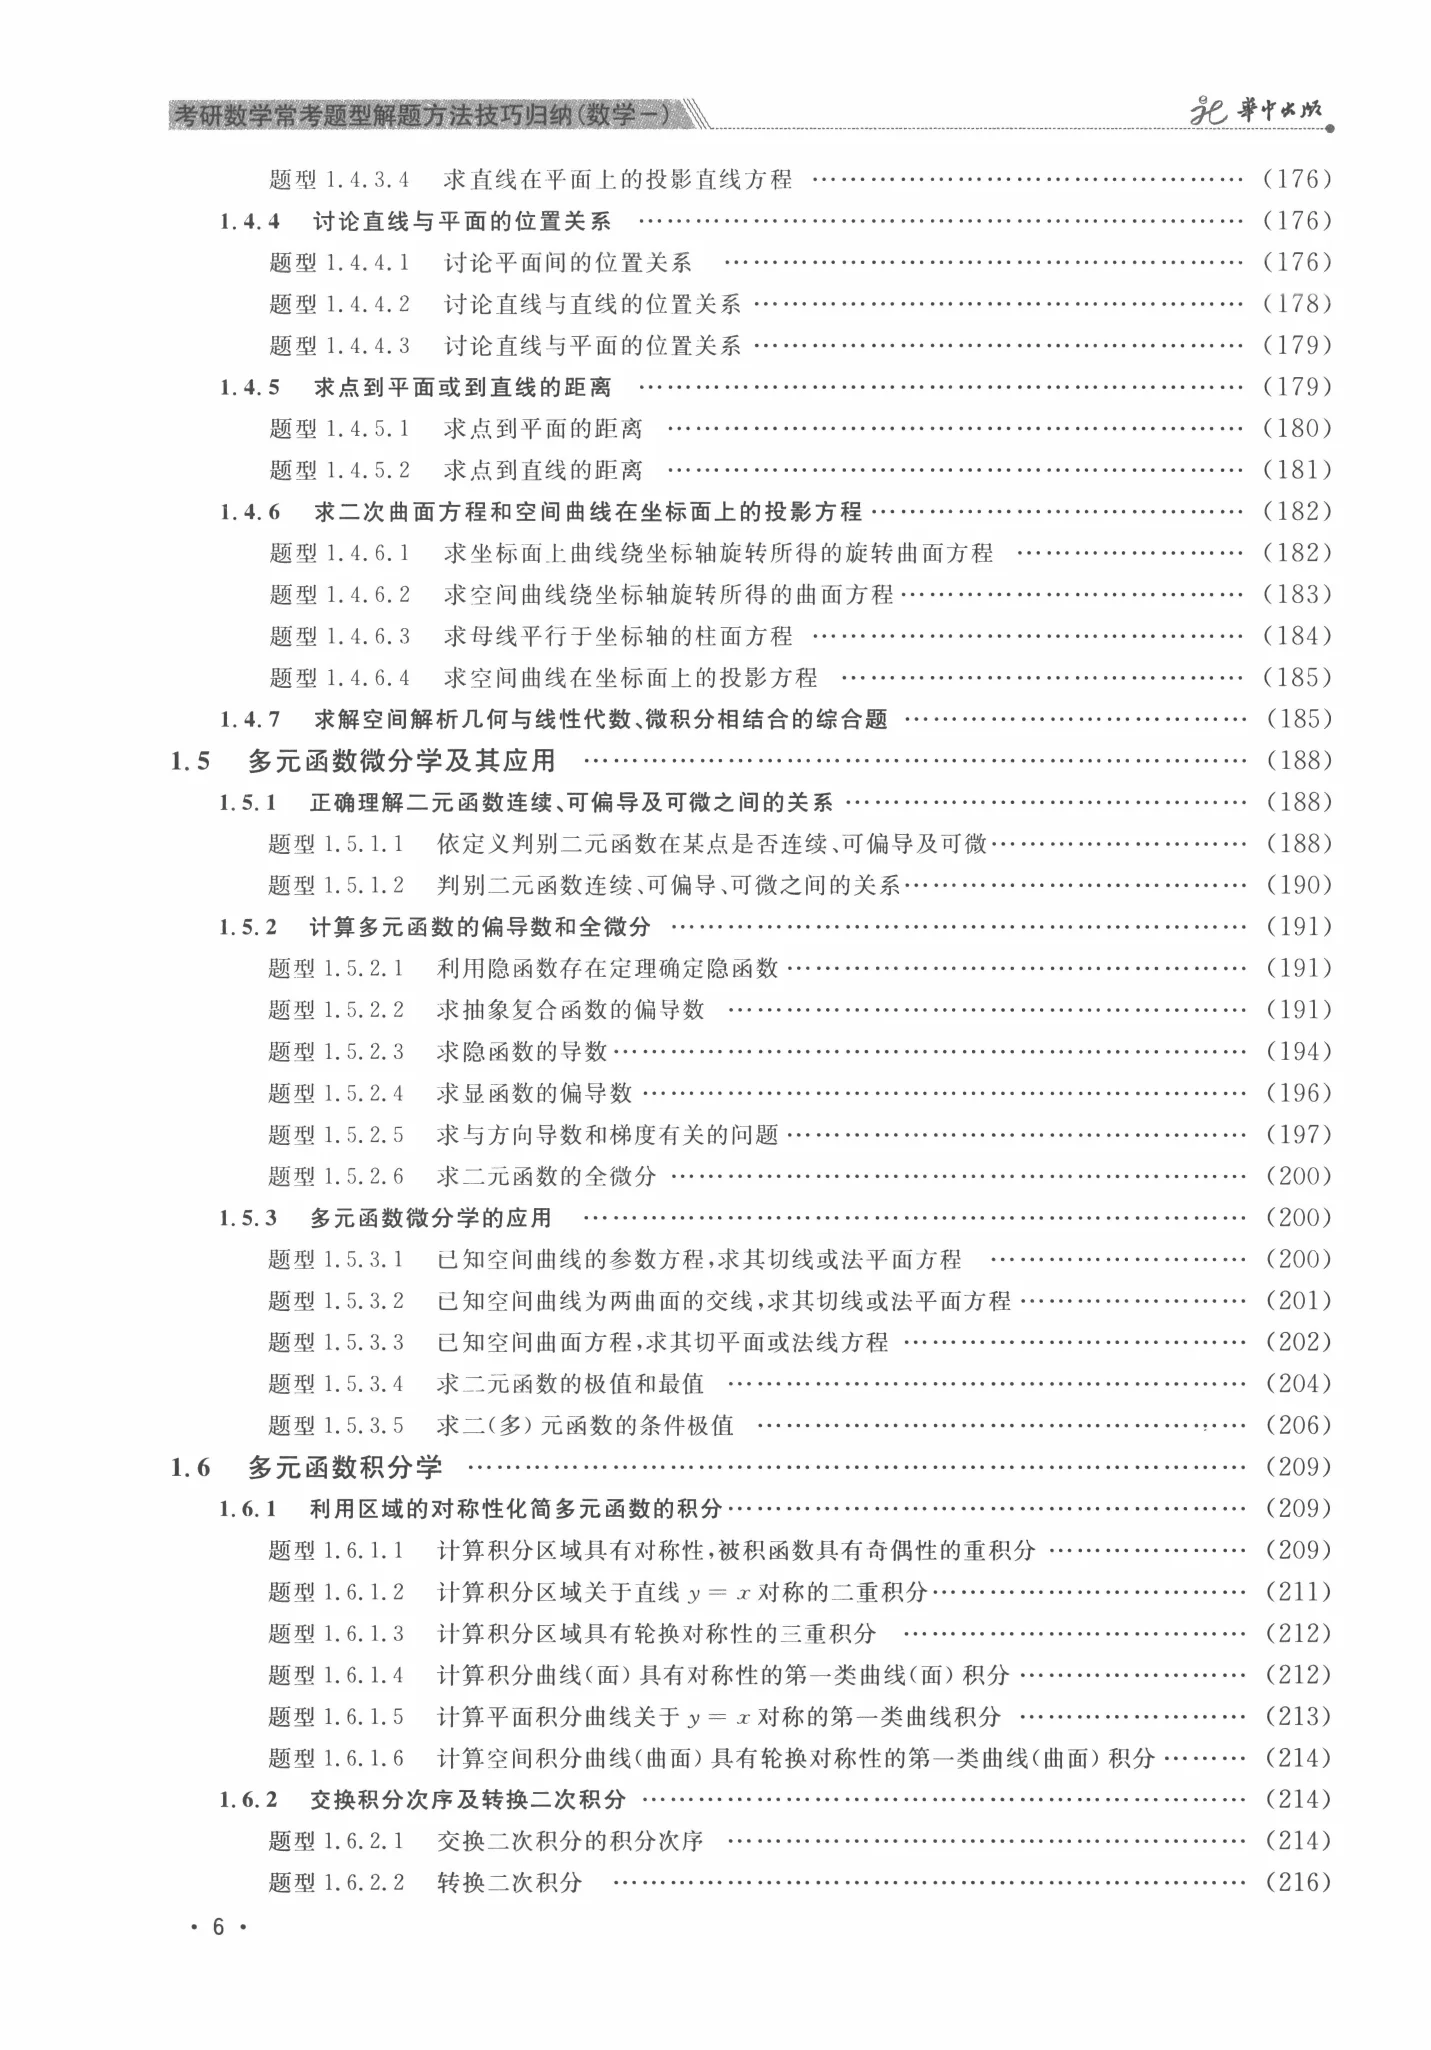 考研数学常考题型解题方法技巧归纳(数学一)
华中出版
题型 1.4.3.4 求直线在平面上的投影直线方程 ………………………………………… (176)
1.4.4 讨论直线与平面的位置关系 ………………………………………………………… (176)
题型 1.4.4.1 讨论平面间的位置关系 ………………………………………………… (176)
题型 1.4.4.2 讨论直线与直线的位置关系 ……………………………………………… (178)
题型 1.4.4.3 讨论直线与平面的位置关系 ……………………………………………… (179)
1.4.5 求点到平面或到直线的距离 ………………………………………………………… (179)
题型 1.4.5.1 求点到平面的距离 ……………………………………………………… (180)
题型 1.4.5.2 求点到直线的距离 ……………………………………………………… (181)
1.4.6 求二次曲面方程和空间曲线在坐标面上的投影方程 ………………………………… (182)
题型 1.4.6.1 求坐标面上曲线绕坐标轴旋转所得的旋转曲面方程 …………………… (182)
题型 1.4.6.2 求空间曲线绕坐标轴旋转所得的曲面方程 ……………………………… (183)
题型 1.4.6.3 求母线平行于坐标轴的柱面方程 ………………………………………… (184)
题型 1.4.6.4 求空间曲线在坐标面上的投影方程 ……………………………………… (185)
1.4.7 求解空间解析几何与线性代数、微积分相结合的综合题 ……………………………… (185)
1.5 多元函数微分学及其应用 ……………………………………………………………… (188)
1.5.1 正确理解二元函数连续、可偏导及可微之间的关系 …………………………………… (188)
题型 1.5.1.1 依定义判别二元函数在某点是否连续、可偏导及可微 ……………………… (188)
题型 1.5.1.2 判别二元函数连续、可偏导、可微之间的关系 ……………………………… (190)
1.5.2 计算多元函数的偏导数和全微分 ……………………………………………………… (191)
题型 1.5.2.1 利用隐函数存在定理确定隐函数 ………………………………………… (191)
题型 1.5.2.2 求抽象复合函数的偏导数 ………………………………………………… (191)
题型 1.5.2.3 求隐函数的导数 …………………………………………………………… (194)
题型 1.5.2.4 求显函数的偏导数 ………………………………………………………… (196)
题型 1.5.2.5 求与方向导数和梯度有关的问题 ………………………………………… (197)
题型 1.5.2.6 求二元函数的全微分 ……………………………………………………… (200)
1.5.3 多元函数微分学的应用 ………………………………………………………………… (200)
题型 1.5.3.1 已知空间曲线的参数方程,求其切线或法平面方程 ……………………… (200)
题型 1.5.3.2 已知空间曲线为两曲面的交线,求其切线或法平面方程 …………………… (201)
题型 1.5.3.3 已知空间曲面方程,求其切平面或法线方程 ……………………………… (202)
题型 1.5.3.4 求二元函数的极值和最值 ………………………………………………… (204)
题型 1.5.3.5 求二(多)元函数的条件极值 ……………………………………………… (206)
1.6 多元函数积分学 ………………………………………………………………………… (209)
1.6.1 利用区域的对称性化简多元函数的积分 ……………………………………………… (209)
题型 1.6.1.1 计算积分区域具有对称性,被积函数具有奇偶性的重积分 ………………… (209)
题型 1.6.1.2 计算积分区域关于直线 y = x 对称的二重积分 …………………………… (211)
题型 1.6.1.3 计算积分区域具有轮换对称性的三重积分 ……………………………… (212)
题型 1.6.1.4 计算积分曲线(面)具有对称性的第一类曲线(面)积分 …………………… (212)
题型 1.6.1.5 计算平面积分曲线关于 y = x 对称的第一类曲线积分 …………………… (213)
题型 1.6.1.6 计算空间积分曲线(曲面)具有轮换对称性的第一类曲线(曲面)积分 ……… (214)
1.6.2 交换积分次序及转换二次积分 ………………………………………………………… (214)
题型 1.6.2.1 交换二次积分的积分次序 ………………………………………………… (214)
题型 1.6.2.2 转换二次积分 ……………………………………………………………… (216)
· 6 ·